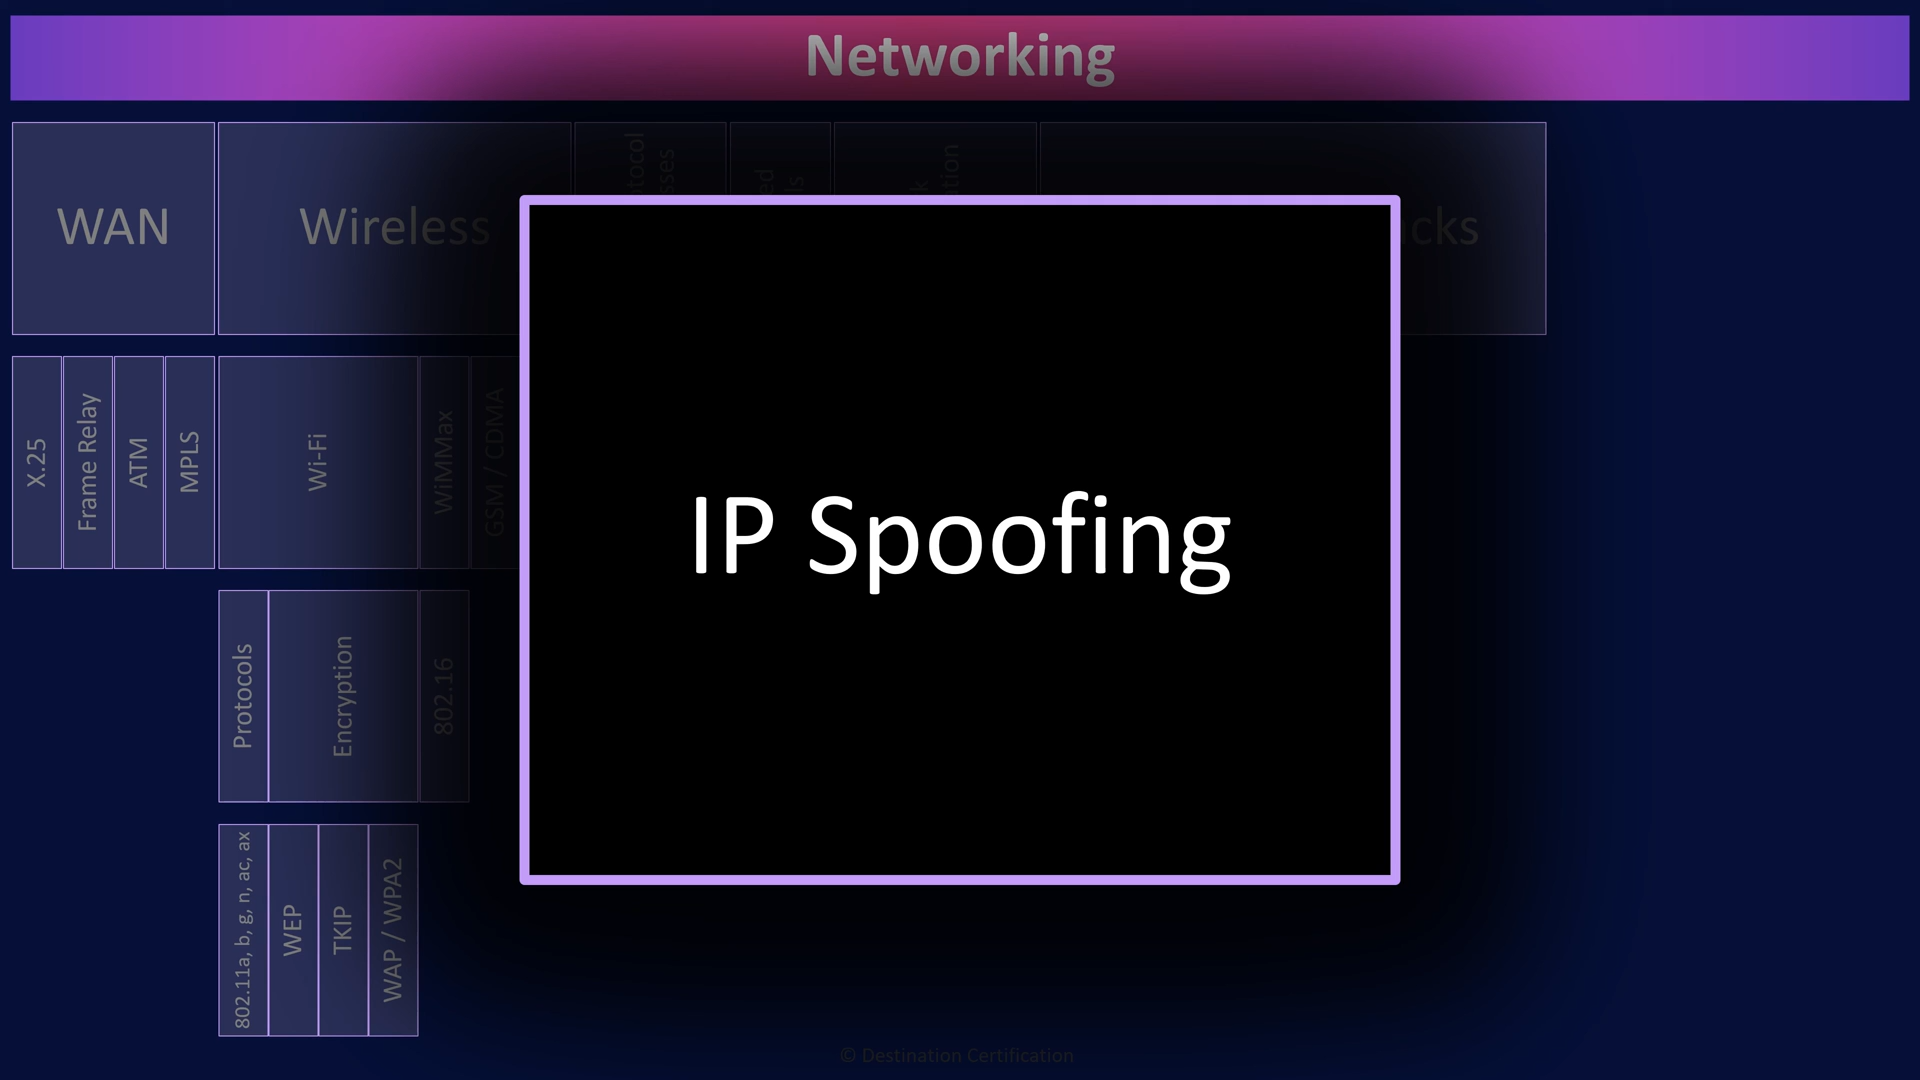 Networking
WAN
Wireless
X.25
Frame Relay
ATM
MPLS
Wi-Fi
WiMMax
GSM / CDMA
IP Spoofing
Protocols
Encryption
802.16
802.11a, b, g, n, ac, ax
WEP
TKIP
WAP / WPA2
© Destination Certification